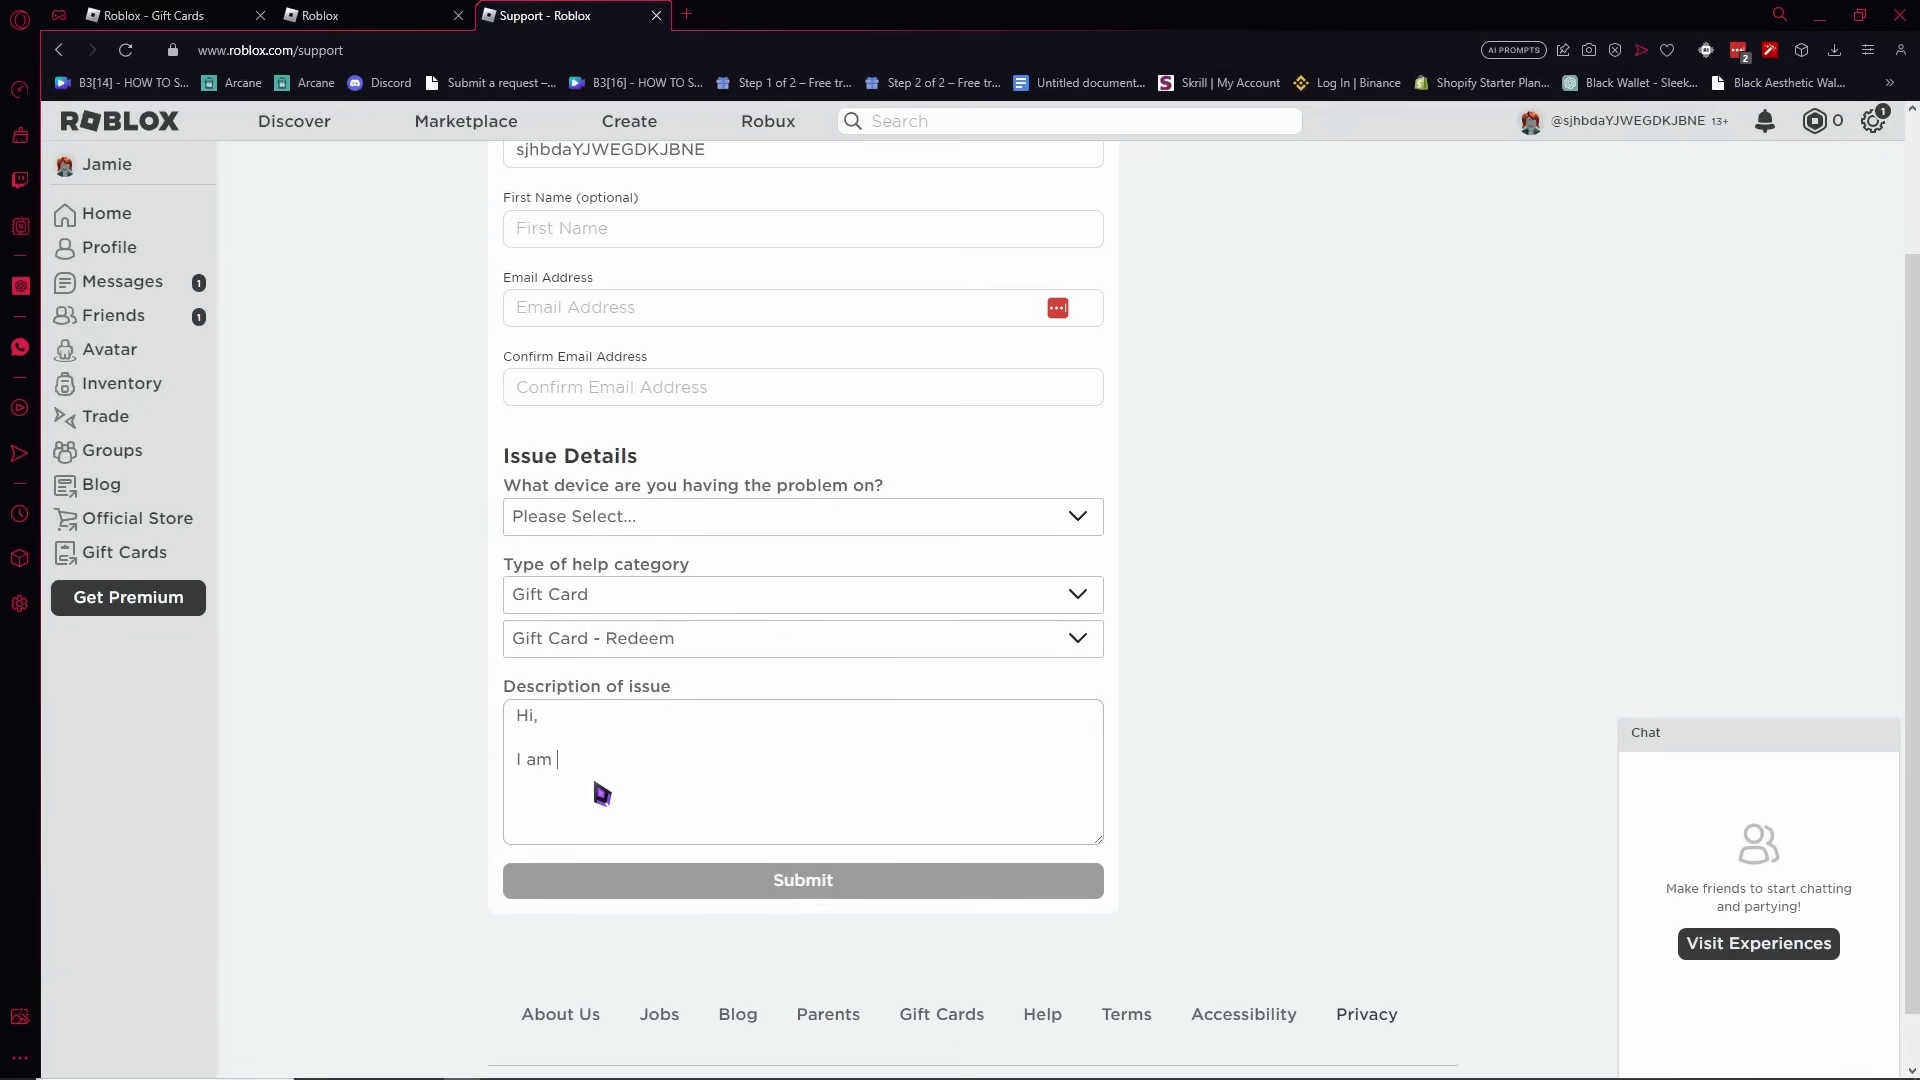 Roblox - Gift Cards
Roblox
Support - Roblox
www.roblox.com/support
AI PROMPTS
2
B3[14] - HOW TO S...
Arcane
Arcane
Discord
Submit a request –...
B3[16] - HOW TO S...
Step 1 of 2 – Free tr...
Step 2 of 2 – Free tr...
Untitled document...
Skrill | My Account
Log In | Binance
Shopify Starter Plan...
Black Wallet - Sleek...
Black Aesthetic Wal...
ROBLOX
Discover
Marketplace
Create
Robux
Search
@sjhbdaYJWEGDKJBNE 13+
0
1
Jamie
Home
Profile
Messages
1
Friends
1
Avatar
Inventory
Trade
Groups
Blog
Official Store
Gift Cards
Get Premium
sjhbdaYJWEGDKJBNE
First Name (optional)
First Name
Email Address
Email Address
Confirm Email Address
Confirm Email Address
Issue Details
What device are you having the problem on?
Please Select...
Type of help category
Gift Card
Gift Card - Redeem
Description of issue
Hi,
I am
Submit
Chat
Make friends to start chatting
and partying!
Visit Experiences
About Us
Jobs
Blog
Parents
Gift Cards
Help
Terms
Accessibility
Privacy